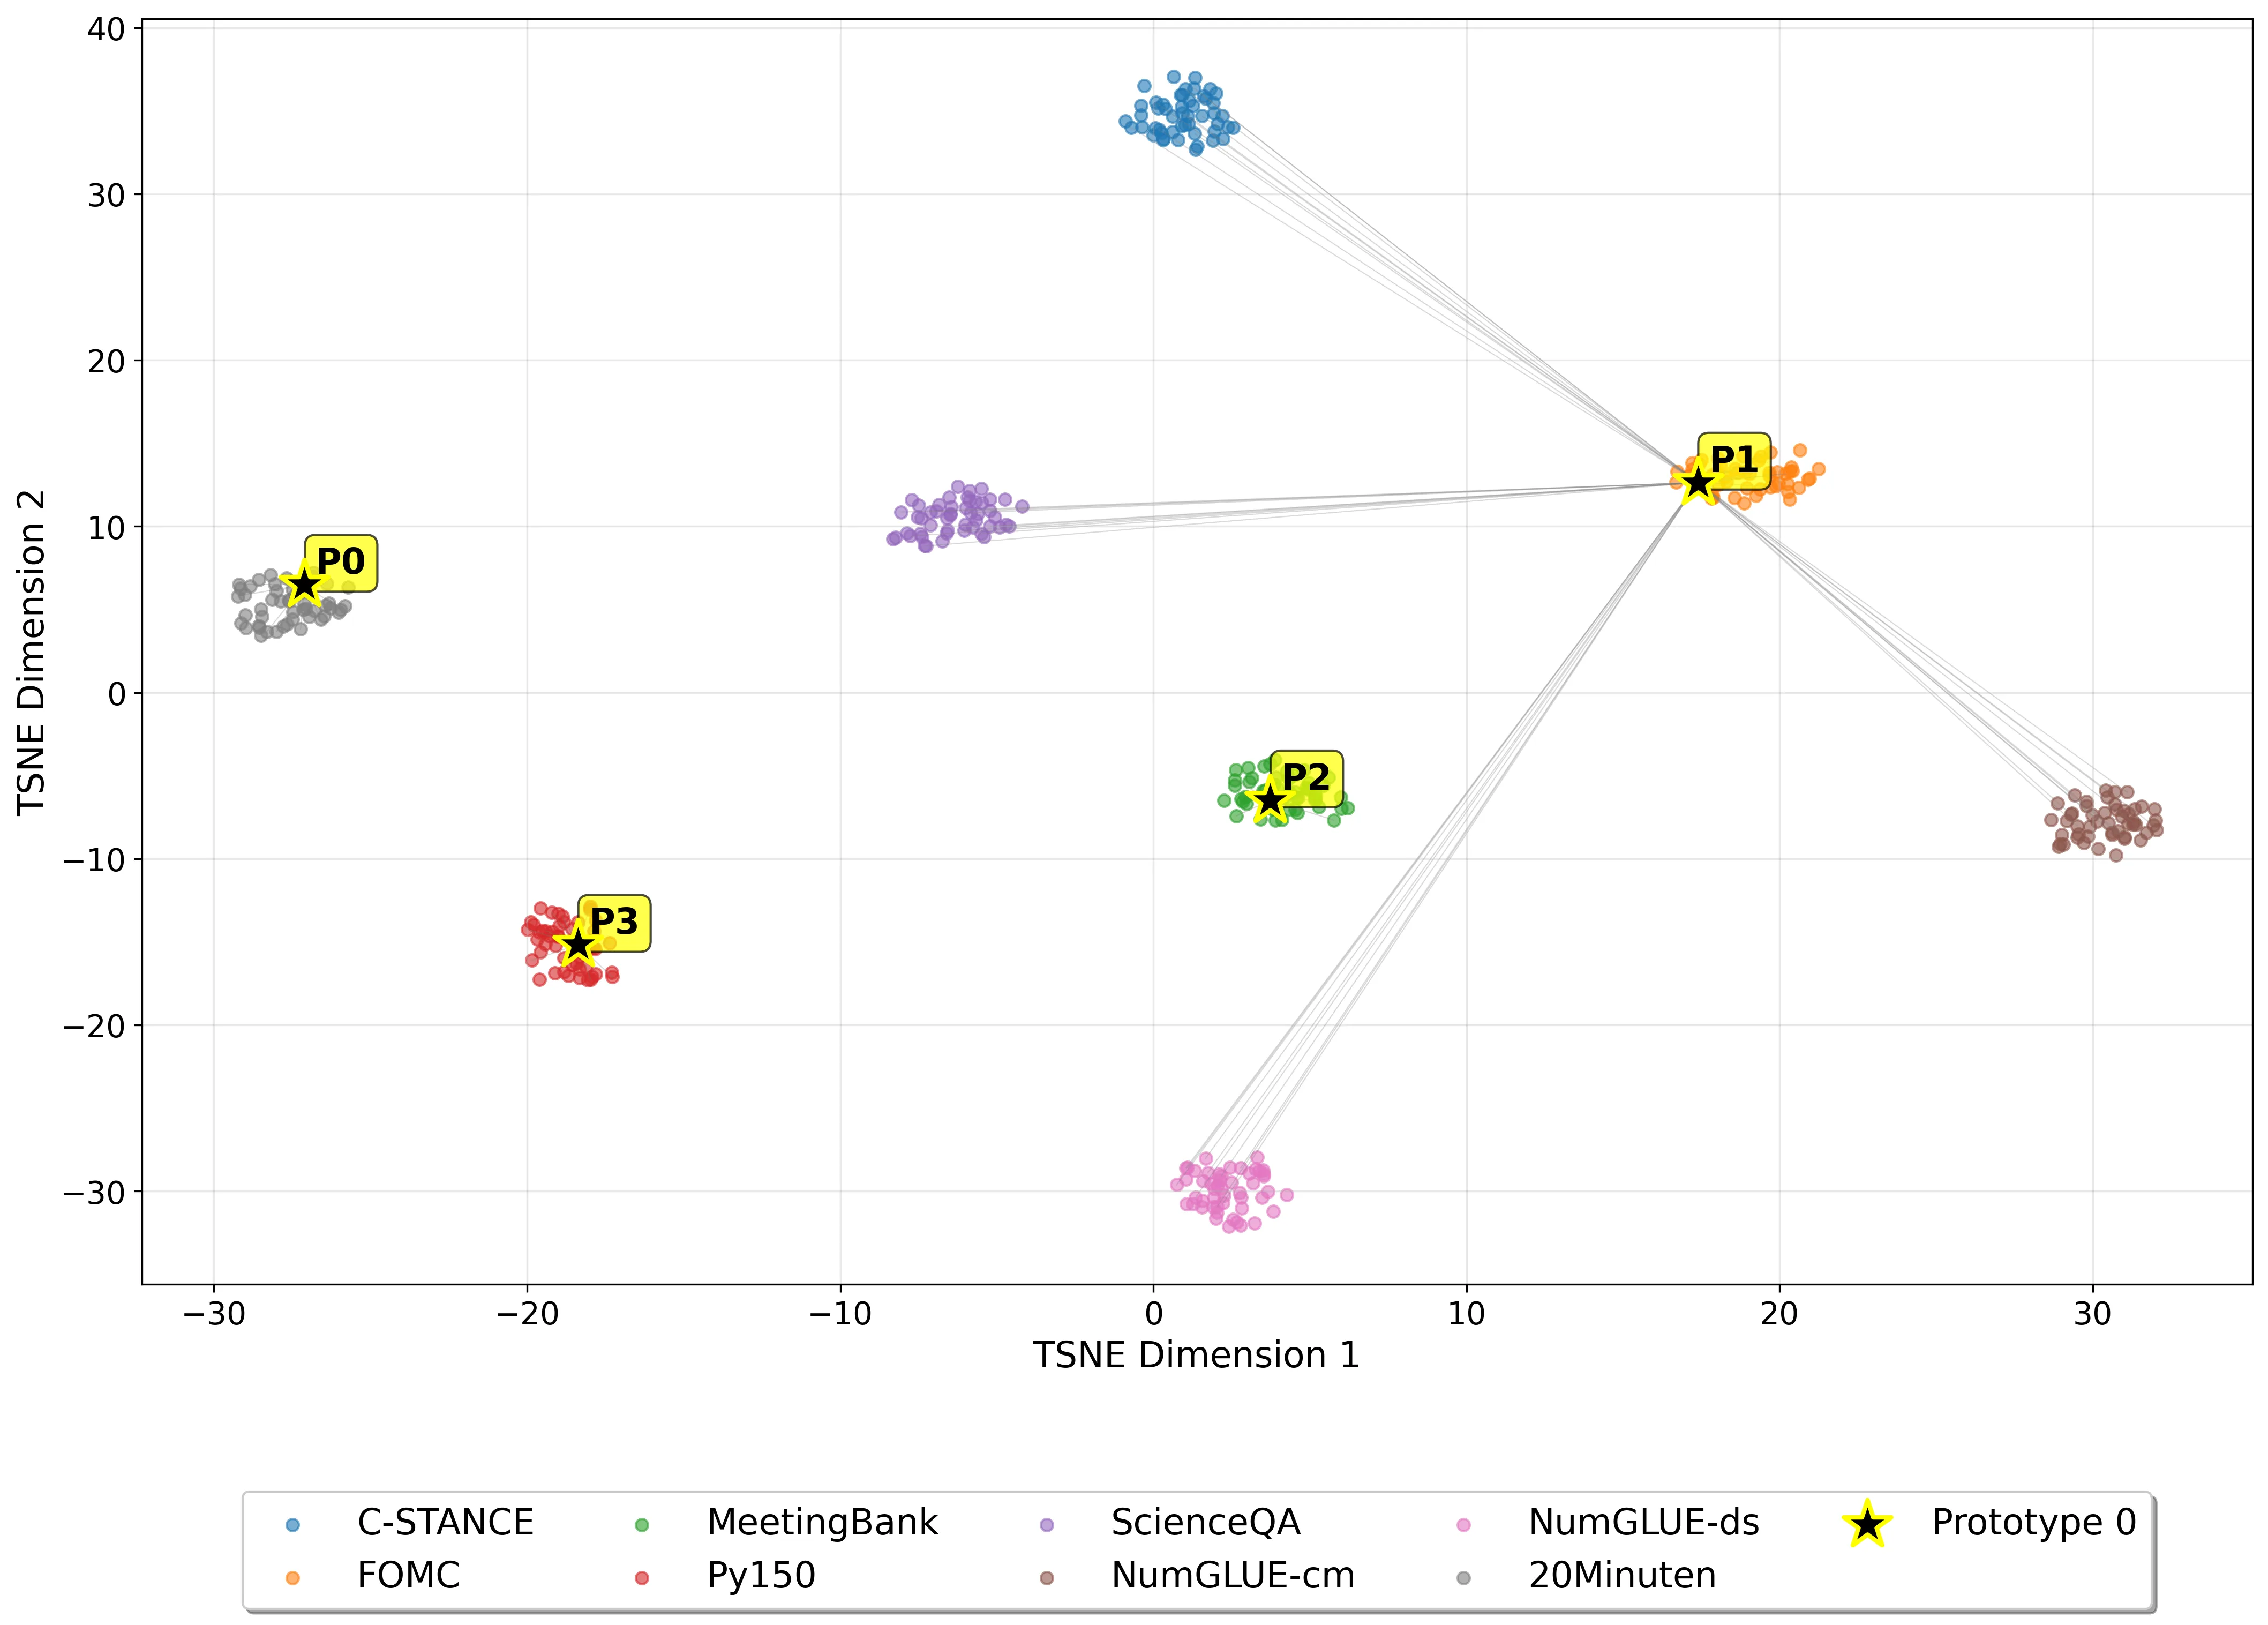 40
30
20
10
0
−10
−20
−30
TSNE Dimension 2
P1
P0
P2
P3
−30 −20 −10 0 10 20 30
TSNE Dimension 1
C-STANCE MeetingBank ScienceQA NumGLUE-ds Prototype 0
FOMC Py150 NumGLUE-cm 20Minuten